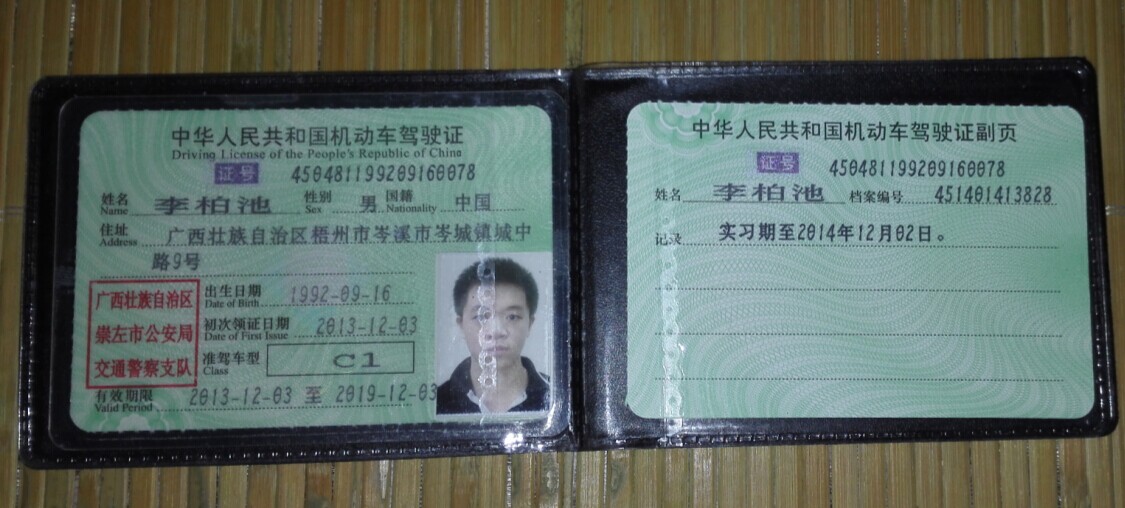 中华人民共和国机动车驾驶证
Driving License of the People's Republic of China
证号 450481199209160078
姓名 李柏池 性别 男 国籍 中国
Name Sex Nationality
住址 广西壮族自治区梧州市岑溪市岑城镇城中
Address
路9号
广西壮族自治区
崇左市公安局
交通警察支队
出生日期 1992-09-16
Date of Birth
初次领证日期 2013-12-03
Date of First Issue
准驾车型 C1
Class
有效期限 2013-12-03 至 2019-12-03
Valid Period
中华人民共和国机动车驾驶证副页
证号 450481199209160078
姓名 李柏池 档案编号 451401413828
记录 实习期至2014年12月02日。